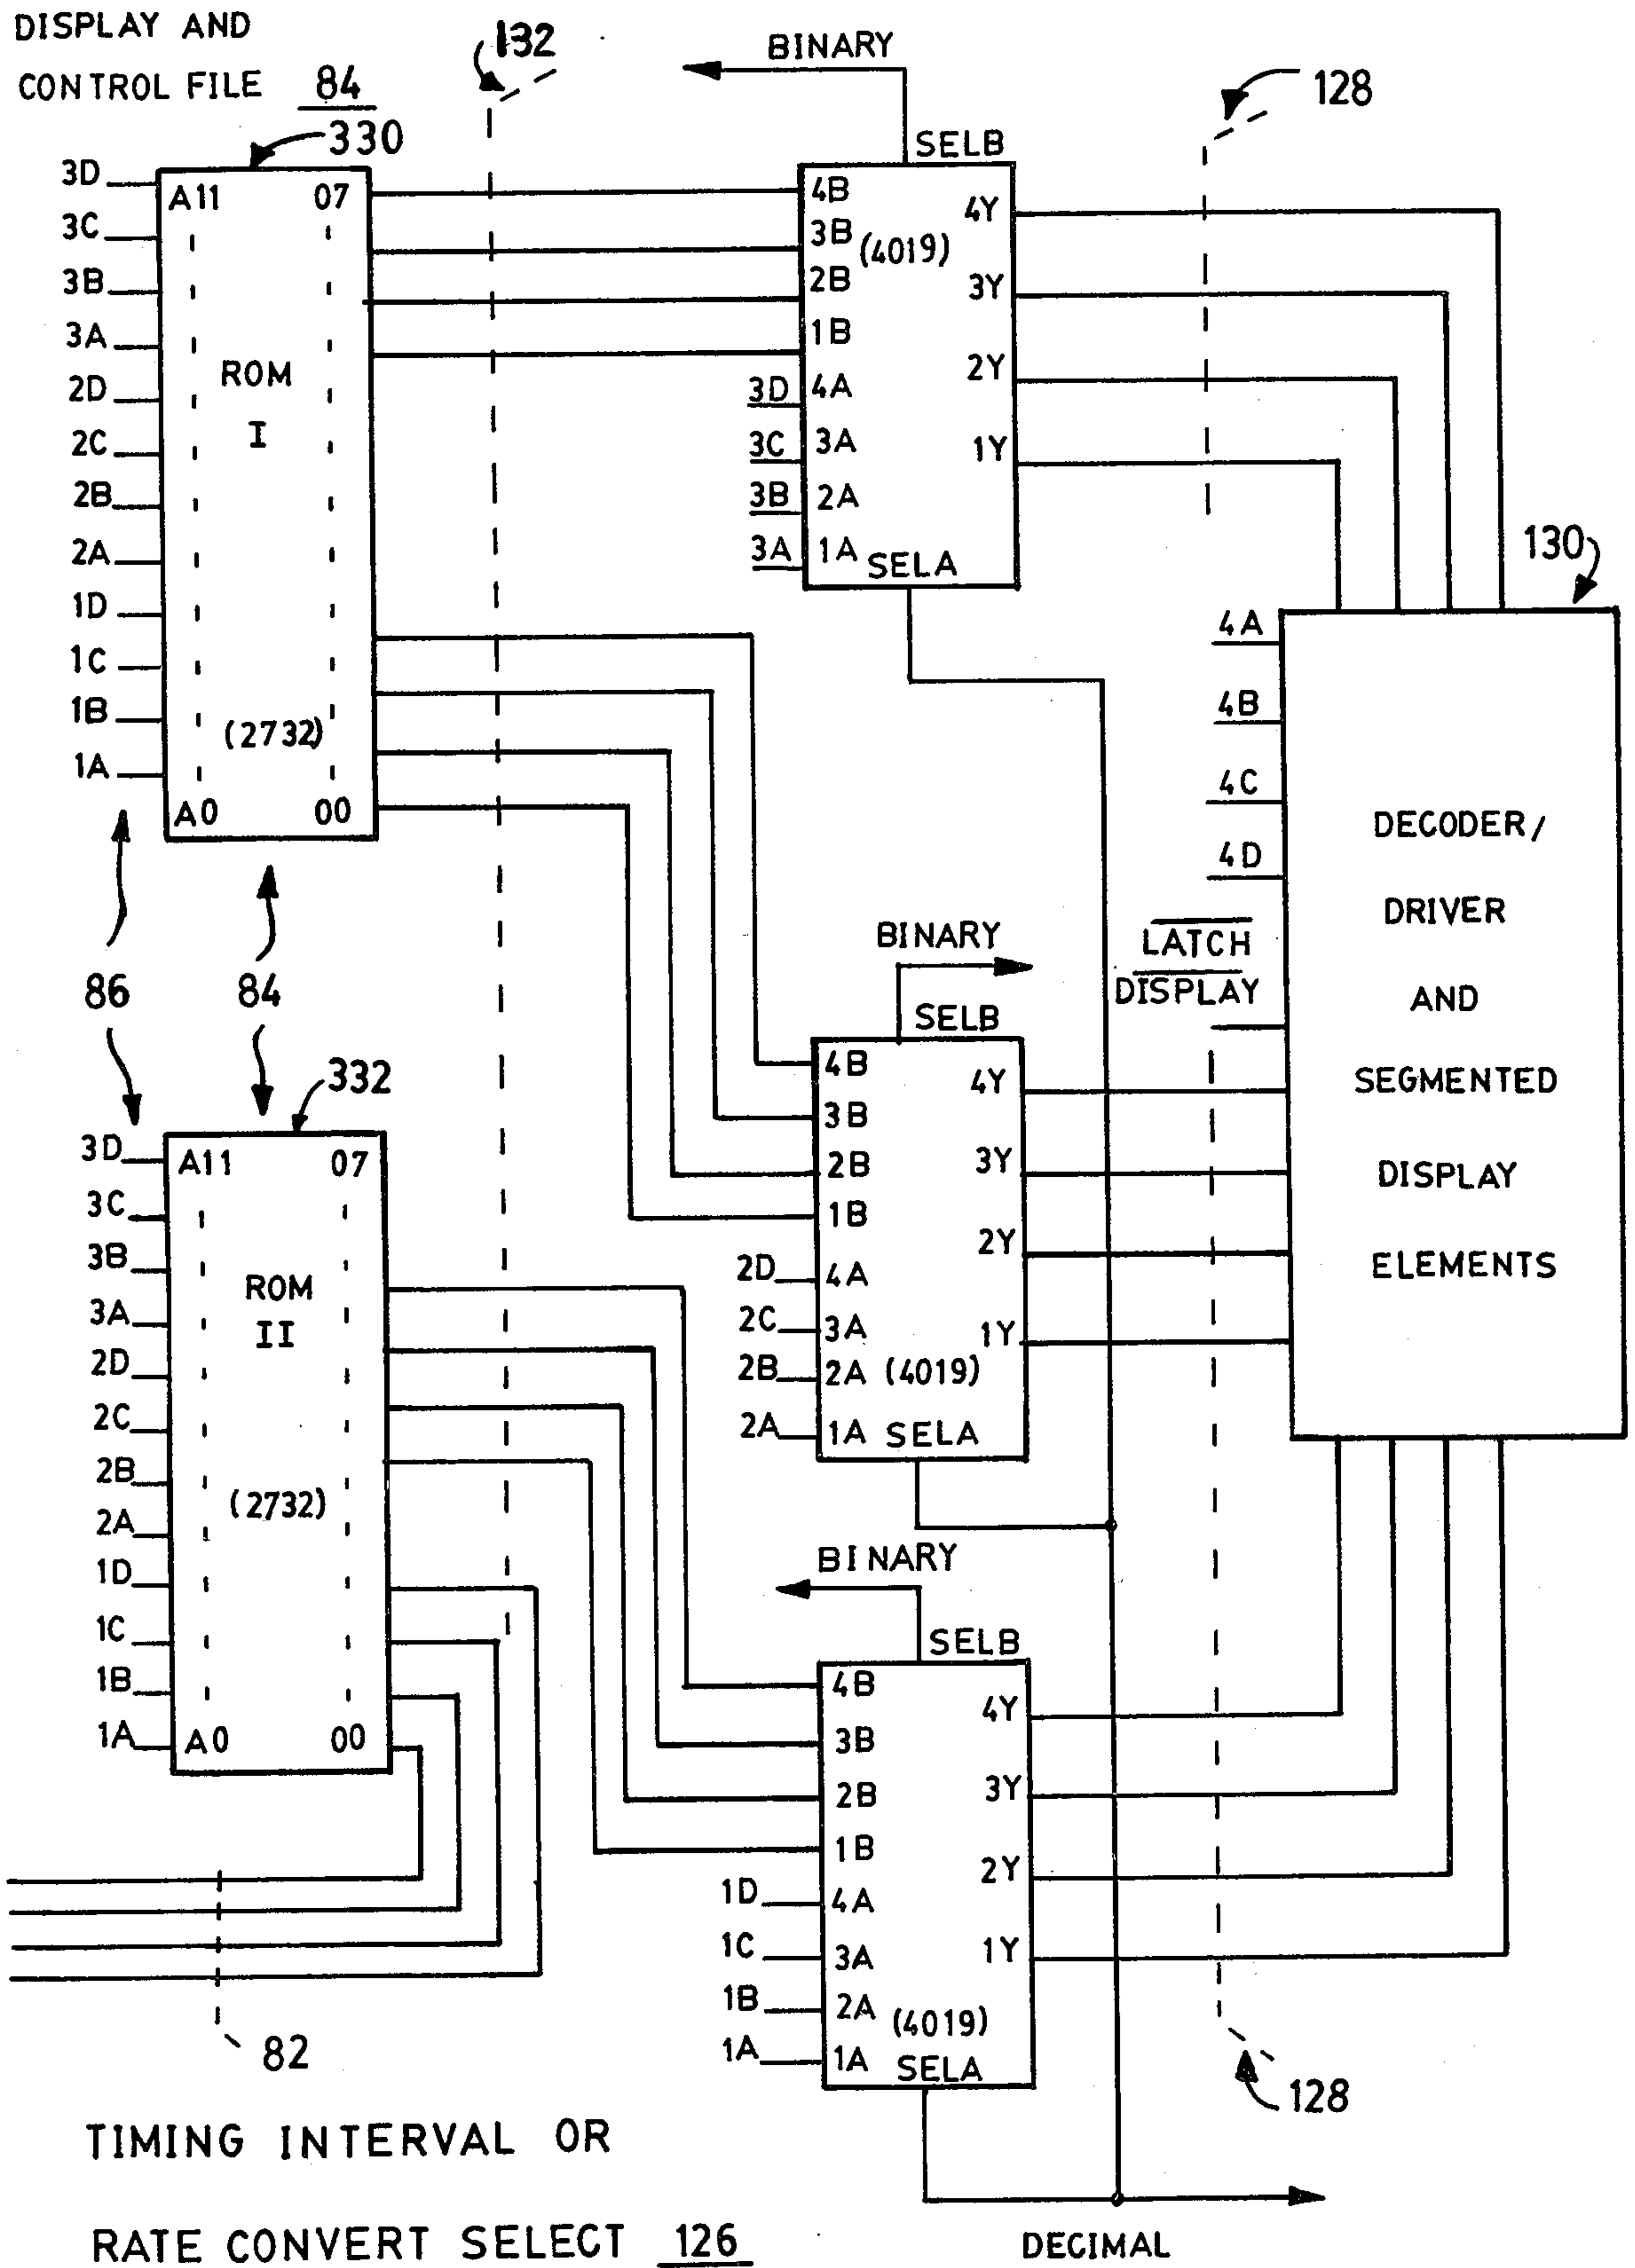 DISPLAY AND
CONTROL FILE 84
132
BINARY
128
330
SELB
3D
3C
3B
3A
2D
2C
2B
2A
1D
1C
1B
1A
A11 07
ROM
I
(2732)
A0 00
4B
3B
(4019)
2B
1B
3D 4A
3C 3A
3B 2A
3A 1A
SELA
4Y
3Y
2Y
1Y
130
4A
4B
4C
4D
LATCH
DISPLAY
DECODER/
DRIVER
AND
SEGMENTED
DISPLAY
ELEMENTS
86
84
332
BINARY
SELB
4B
3B
2B
1B
2D 4A
2C 3A
2B 2A (4019)
2A 1A SELA
4Y
3Y
2Y
1Y
3D
3C
3B
3A
2D
2C
2B
2A
1D
1C
1B
1A
A11 07
ROM
II
(2732)
A0 00
BINARY
SELB
4B
3B
2B
1B
1D 4A
1C 3A
1B 2A (4019)
1A 1A SELA
4Y
3Y
2Y
1Y
82
128
TIMING INTERVAL OR
RATE CONVERT SELECT 126
DECIMAL